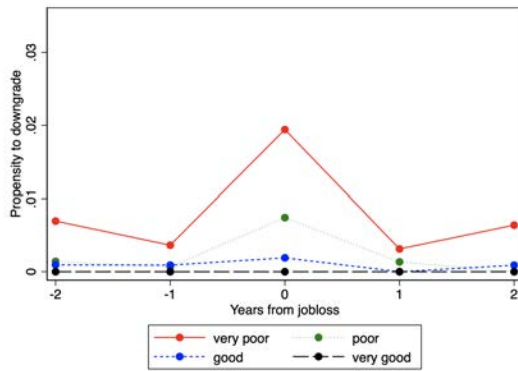 Propensity to downgrade
.03
.02
.01
0
-2 -1 0 1 2
Years from jobloss
very poor poor
good very good